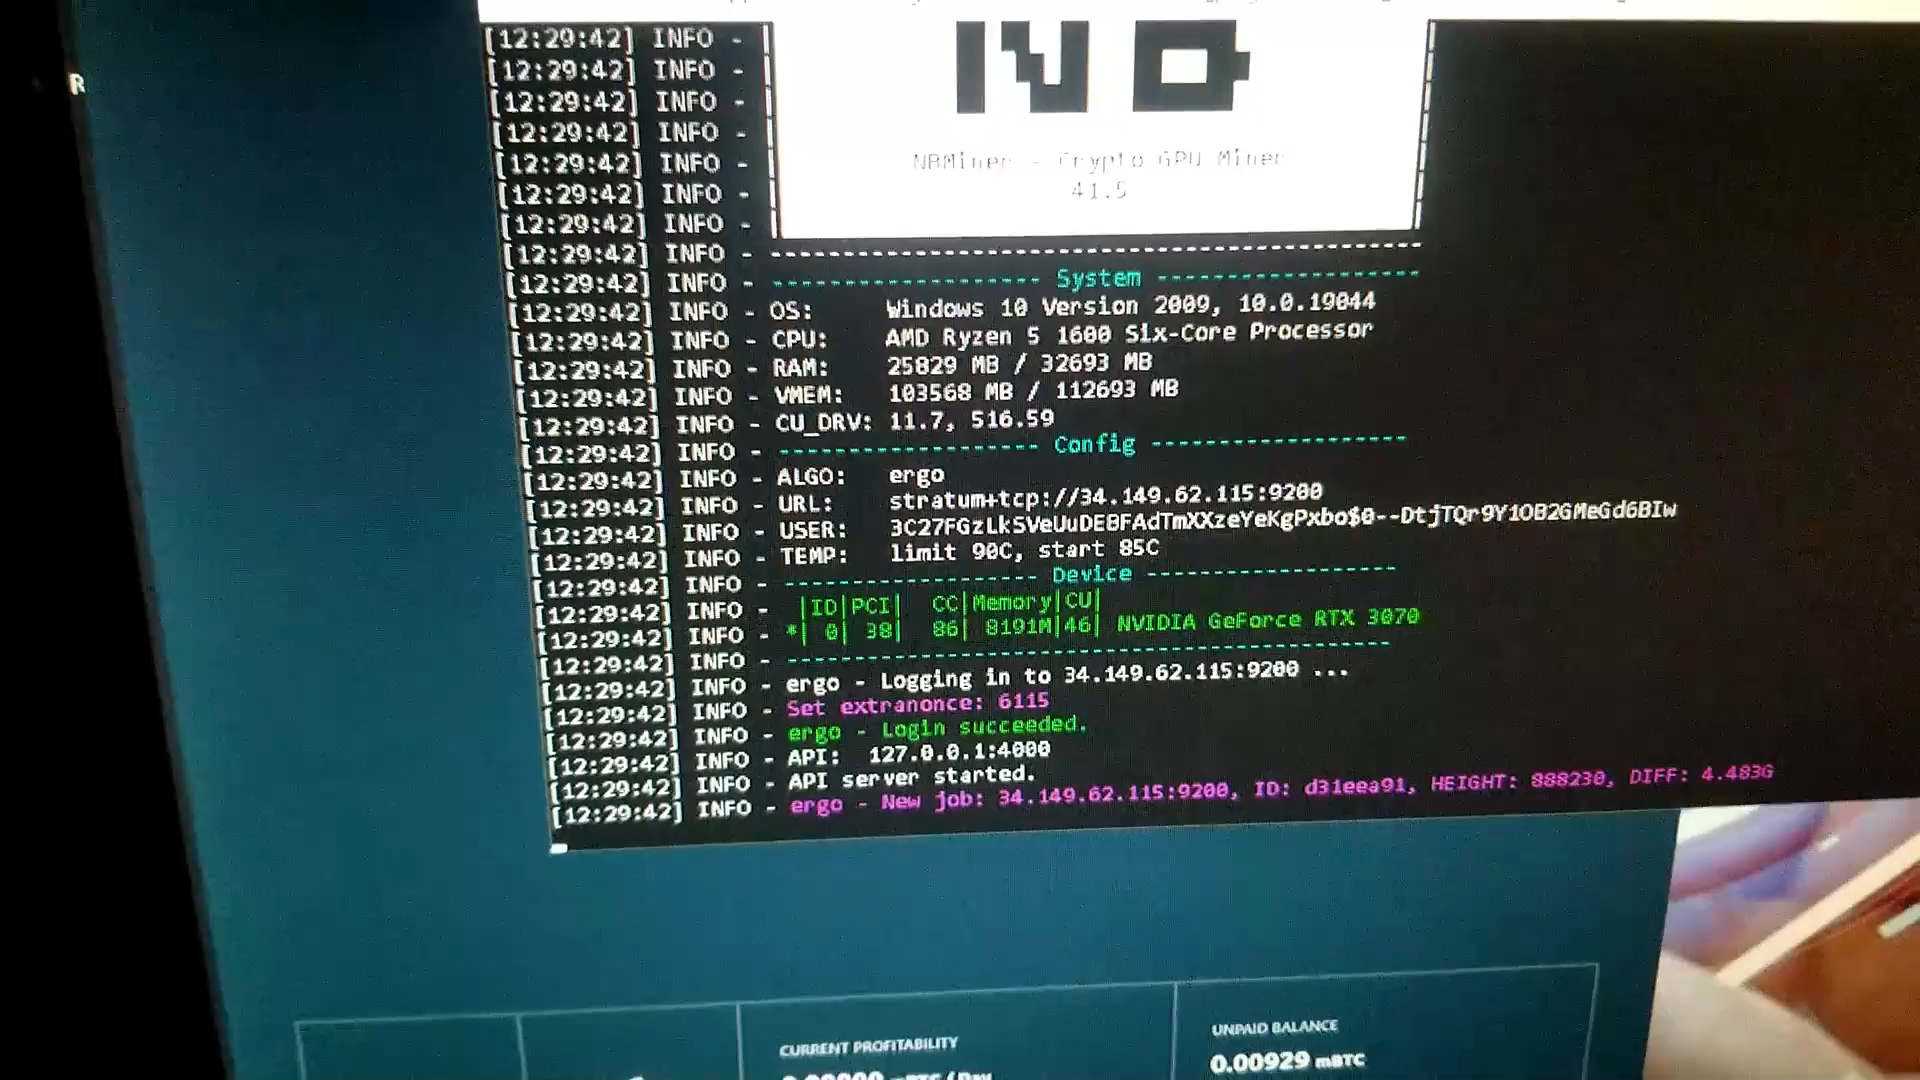 R
[12:29:42] INFO -
[12:29:42] INFO -
[12:29:42] INFO -
[12:29:42] INFO -
[12:29:42] INFO - NBMiner - Crypto GPU Miner
[12:29:42] INFO - 41.5
[12:29:42] INFO -
[12:29:42] INFO - ----------------------------------------------
[12:29:42] INFO - ------------------- System -------------------
[12:29:42] INFO - OS: Windows 10 Version 2009, 10.0.19044
[12:29:42] INFO - CPU: AMD Ryzen 5 1600 Six-Core Processor
[12:29:42] INFO - RAM: 25829 MB / 32693 MB
[12:29:42] INFO - VMEM: 103568 MB / 112693 MB
[12:29:42] INFO - CU_DRV: 11.7, 516.59
[12:29:42] INFO - ------------------- Config -------------------
[12:29:42] INFO - ALGO: ergo
[12:29:42] INFO - URL: stratum+tcp://34.149.62.115:9200
[12:29:42] INFO - USER: 3C27FGzLkSVeUuDEBFAdTmXXzeYeKgPxbo$0--DtjTQr9Y1OB2GMeGd6BIw
[12:29:42] INFO - TEMP: limit 90C, start 85C
[12:29:42] INFO - ------------------- Device -------------------
[12:29:42] INFO - |ID|PCI| CC|Memory|CU|
[12:29:42] INFO - *| 0| 38| 86| 8191M|46| NVIDIA GeForce RTX 3070
[12:29:42] INFO - ----------------------------------------------
[12:29:42] INFO - ergo - Logging in to 34.149.62.115:9200 ...
[12:29:42] INFO - Set extranonce: 6115
[12:29:42] INFO - ergo - Login succeeded.
[12:29:42] INFO - API: 127.0.0.1:4000
[12:29:42] INFO - API server started.
[12:29:42] INFO - ergo - New job: 34.149.62.115:9200, ID: d31eea91, HEIGHT: 888230, DIFF: 4.483G
CURRENT PROFITABILITY
UNPAID BALANCE
0.00929 mBTC